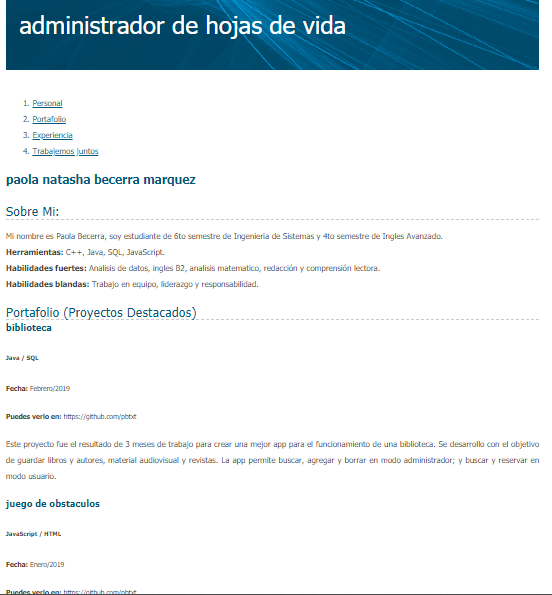 administrador de hojas de vida
1. Personal
2. Portafolio
3. Experiencia
4. Trabajemos juntos
paola natasha becerra marquez
Sobre Mi:
Mi nombre es Paola Becerra, soy estudiante de 6to semestre de Ingenieria de Sistemas y 4to semestre de Ingles Avanzado.
Herramientas: C++, Java, SQL, JavaScript.
Habilidades fuertes: Analisis de datos, ingles B2, analisis matematico, redacción y comprensión lectora.
Habilidades blandas: Trabajo en equipo, liderazgo y responsabilidad.
Portafolio (Proyectos Destacados)
biblioteca
Java / SQL
Fecha: Febrero/2019
Puedes verlo en: https://github.com/pbtxt
Este proyecto fue el resultado de 3 meses de trabajo para crear una mejor app para el funcionamiento de una biblioteca. Se desarrollo con el objetivo
de guardar libros y autores, material audiovisual y revistas. La app permite buscar, agregar y borrar en modo administrador; y buscar y reservar en
modo usuario.
juego de obstaculos
JavaScript / HTML
Fecha: Enero/2019
Puedes verlo en: https://github.com/pbtxt